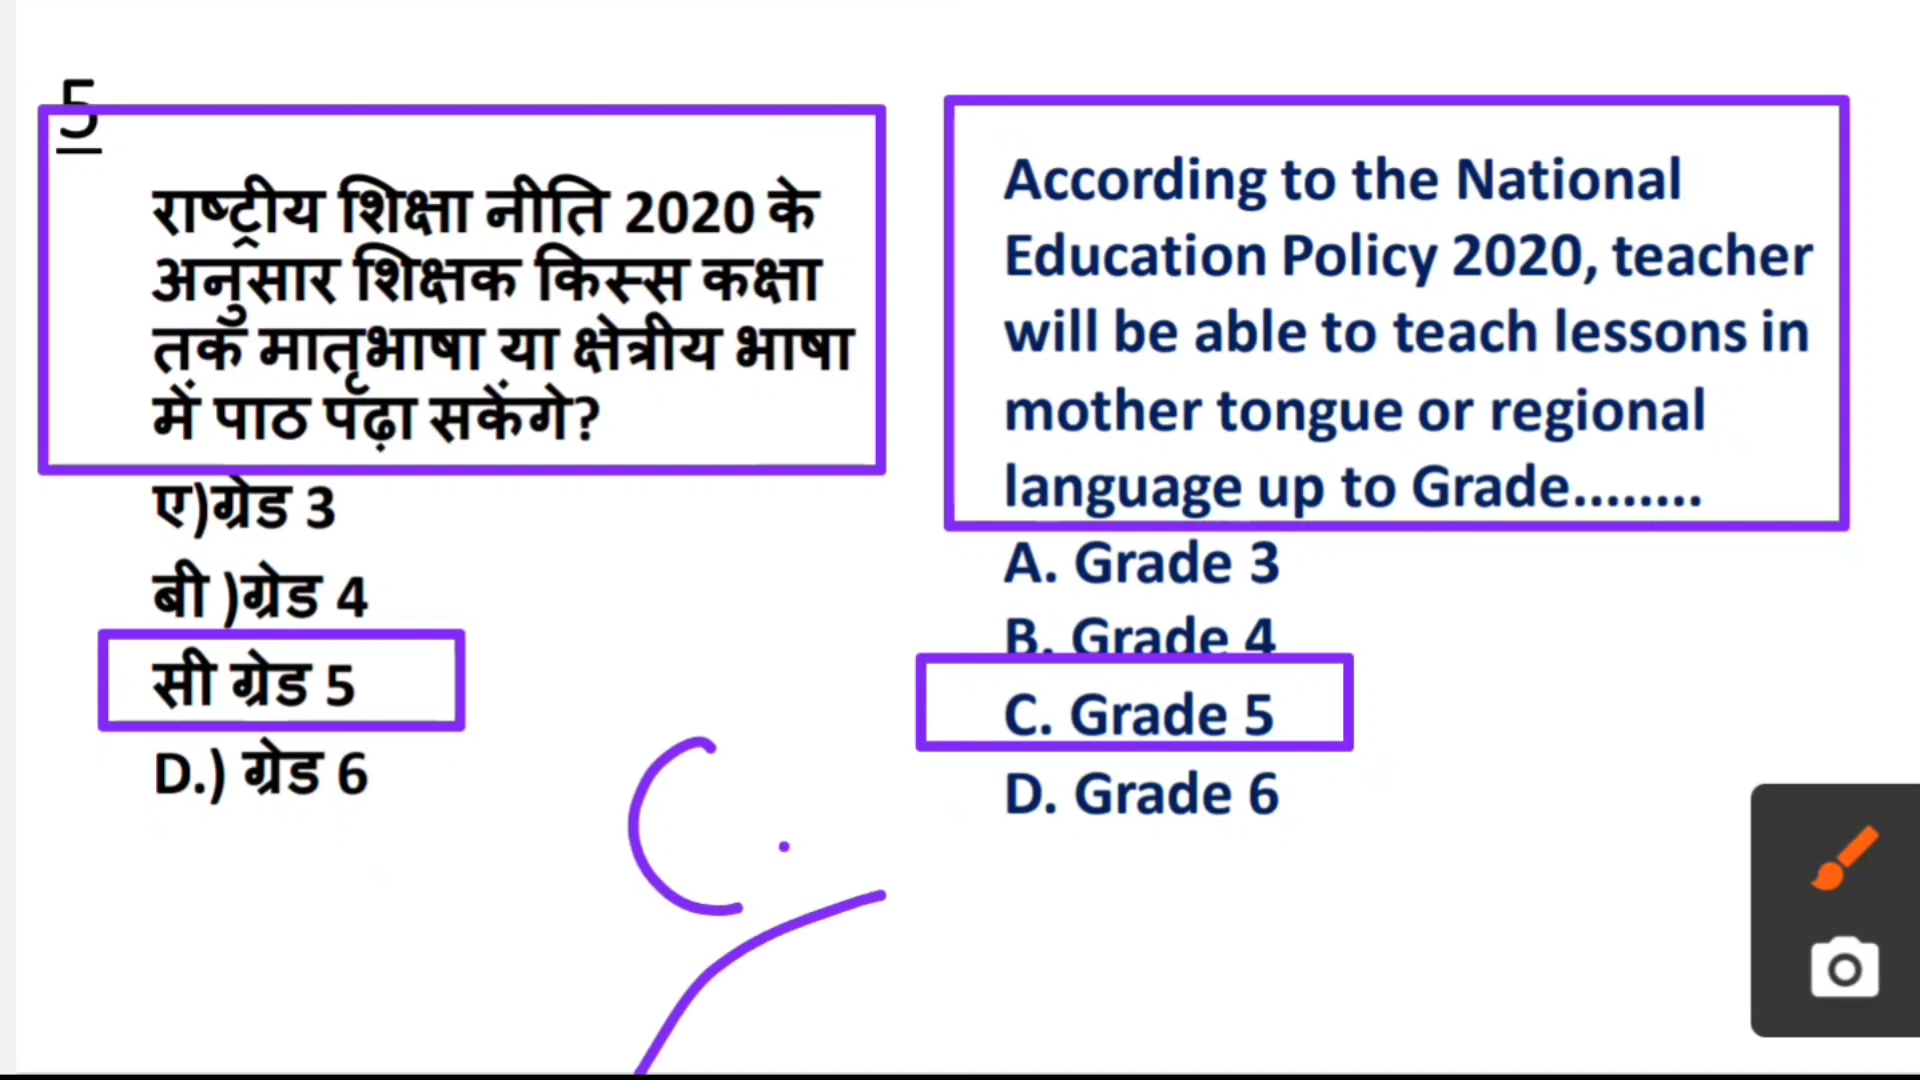 5
राष्ट्रीय शिक्षा नीति 2020 के
अनुसार शिक्षक किस्स कक्षा
तक मातृभाषा या क्षेत्रीय भाषा
में पाठ पढ़ा सकेंगे?
ए)ग्रेड 3
बी )ग्रेड 4
सी ग्रेड 5
D.) ग्रेड 6
According to the National
Education Policy 2020, teacher
will be able to teach lessons in
mother tongue or regional
language up to Grade........
A. Grade 3
B. Grade 4
C. Grade 5
D. Grade 6
C.